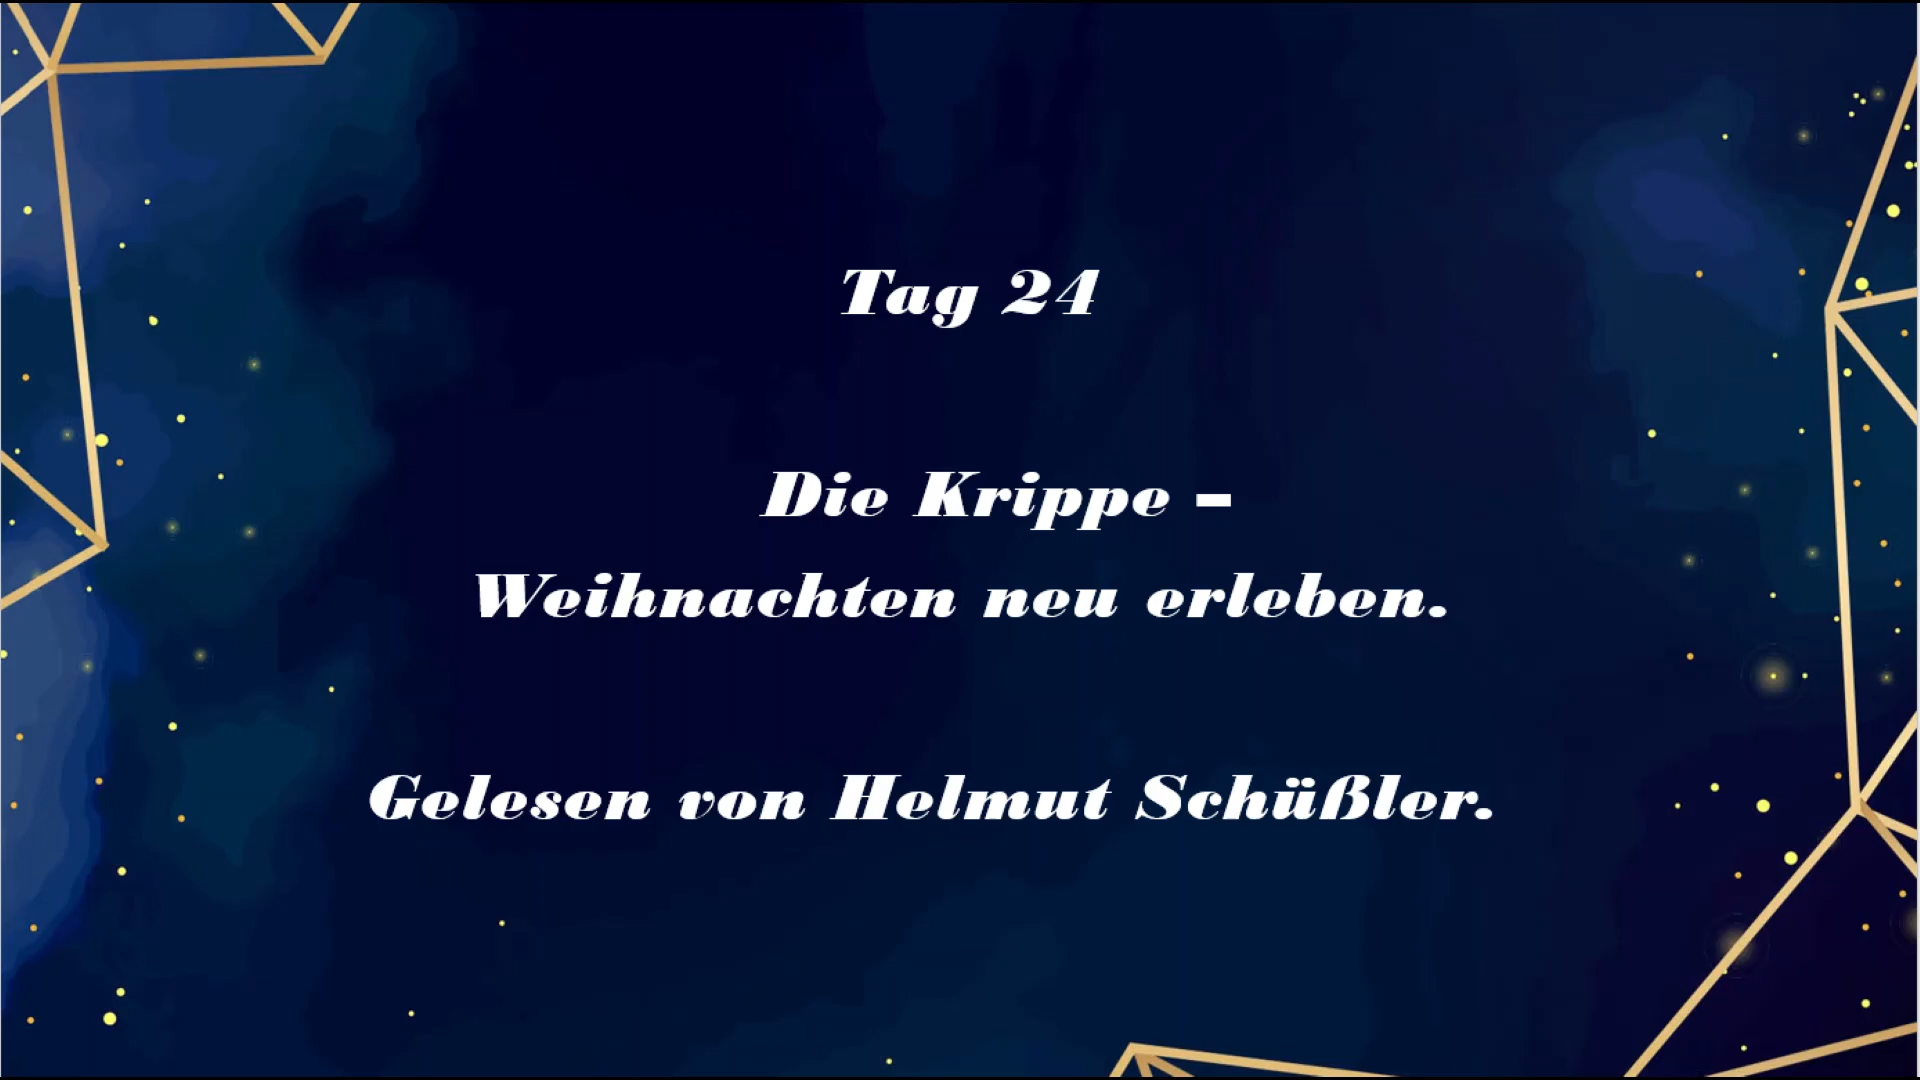 Tag 24
Die Krippe –
Weihnachten neu erleben.
Gelesen von Helmut Schüßler.